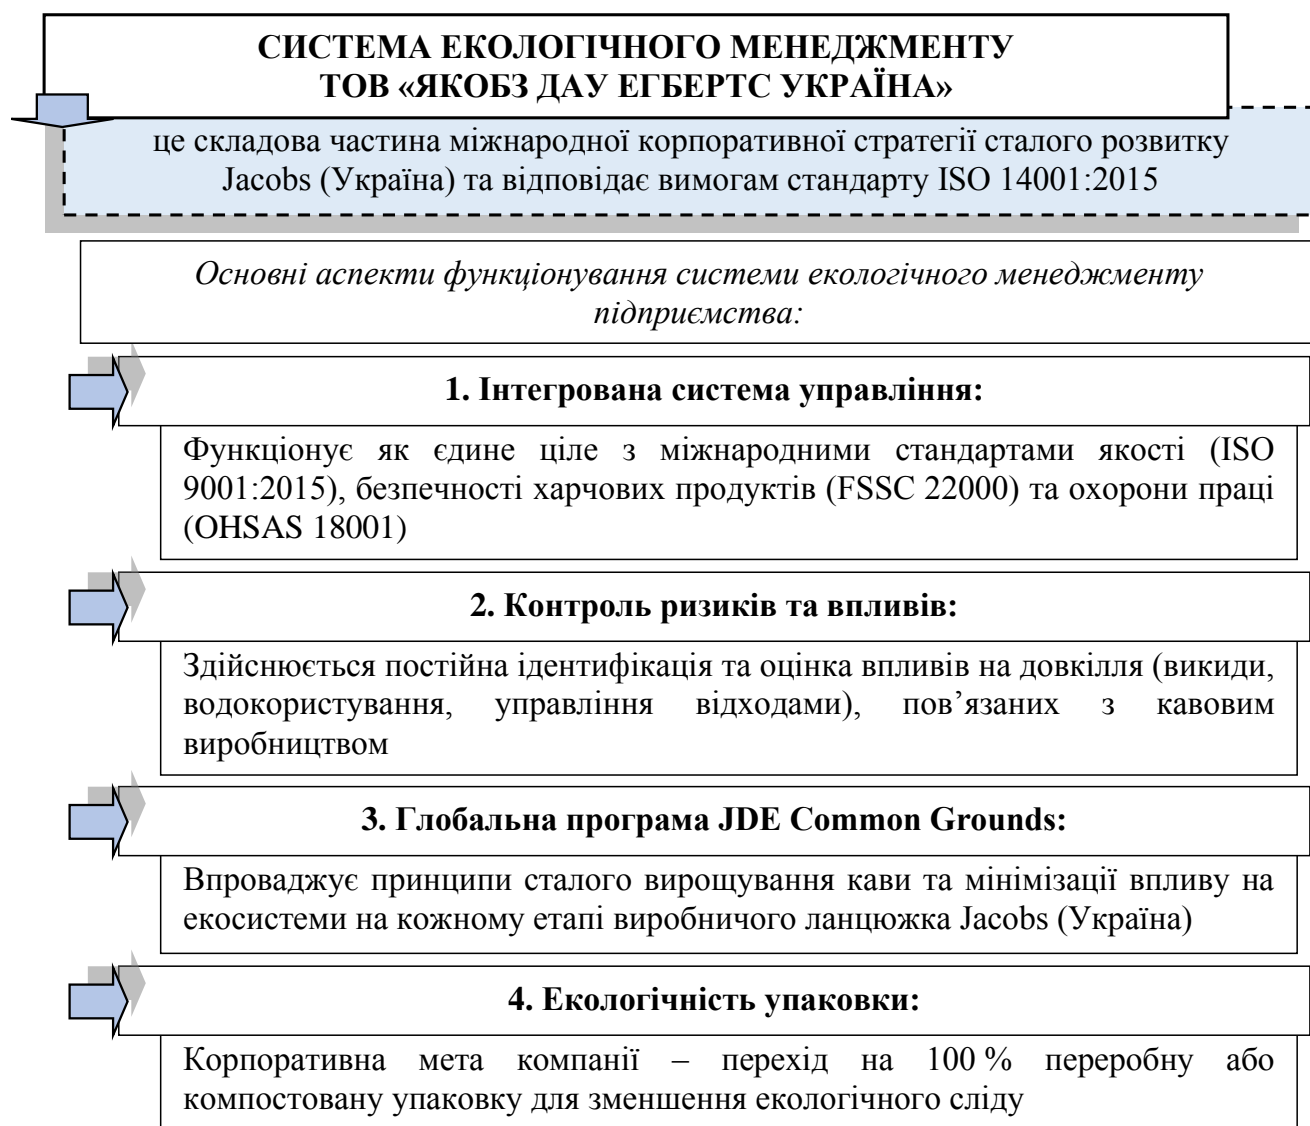 СИСТЕМА ЕКОЛОГІЧНОГО МЕНЕДЖМЕНТУ
ТОВ «ЯКОБЗ ДАУ ЕГБЕРТС УКРАЇНА»
це складова частина міжнародної корпоративної стратегії сталого розвитку
Jacobs (Україна) та відповідає вимогам стандарту ISO 14001:2015
Основні аспекти функціонування системи екологічного менеджменту
підприємства:
1. Інтегрована система управління:
Функціонує як єдине ціле з міжнародними стандартами якості (ISO
9001:2015), безпечності харчових продуктів (FSSC 22000) та охорони праці
(OHSAS 18001)
2. Контроль ризиків та впливів:
Здійснюється постійна ідентифікація та оцінка впливів на довкілля (викиди,
водокористування, управління відходами), пов’язаних з кавовим
виробництвом
3. Глобальна програма JDE Common Grounds:
Впроваджує принципи сталого вирощування кави та мінімізації впливу на
екосистеми на кожному етапі виробничого ланцюжка Jacobs (Україна)
4. Екологічність упаковки:
Корпоративна мета компанії – перехід на 100 % переробну або
компостовану упаковку для зменшення екологічного сліду